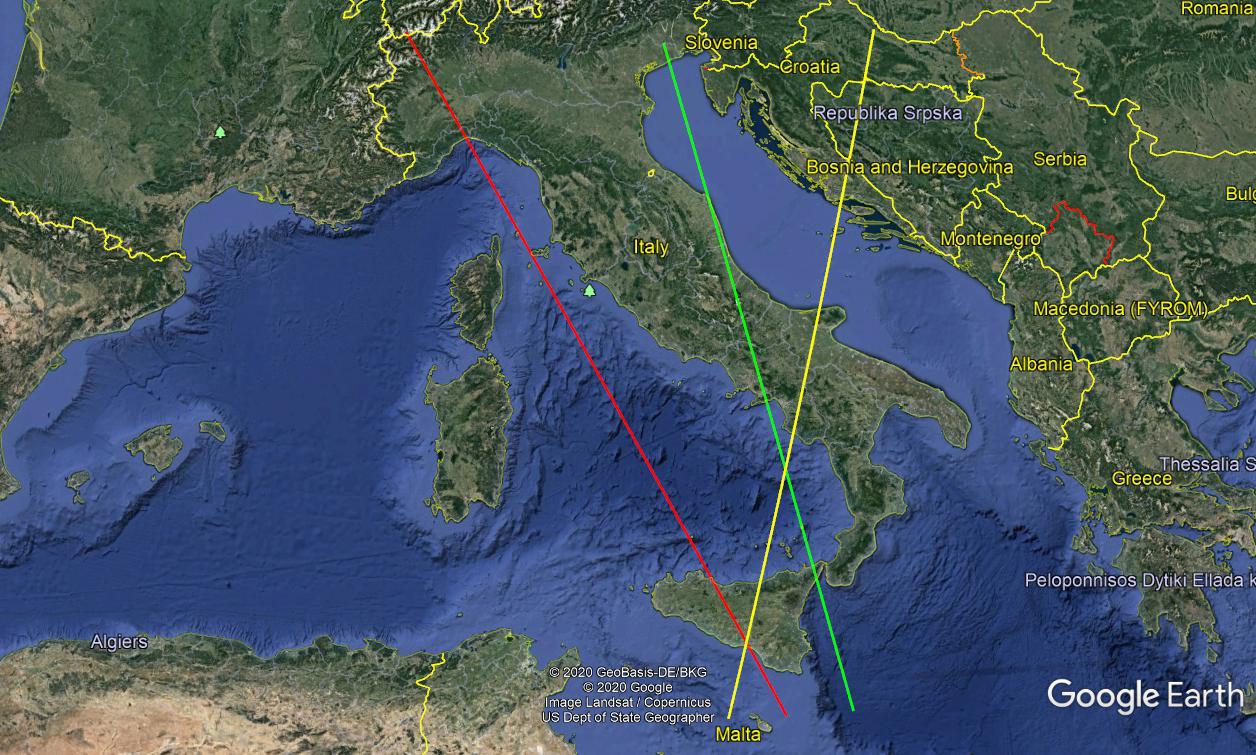 Romania
Slovenia
Croatia
Republika Srpska
Serbia
Bosnia and Herzegovina
Bulg
Montenegro
Italy
Macedonia (FYROM)
Albania
Thessalia S
Greece
Peloponnisos Dytiki Ellada k
Algiers
© 2020 GeoBasis-DE/BKG
© 2020 Google
Image Landsat / Copernicus
US Dept of State Geographer
Google Earth
Malta